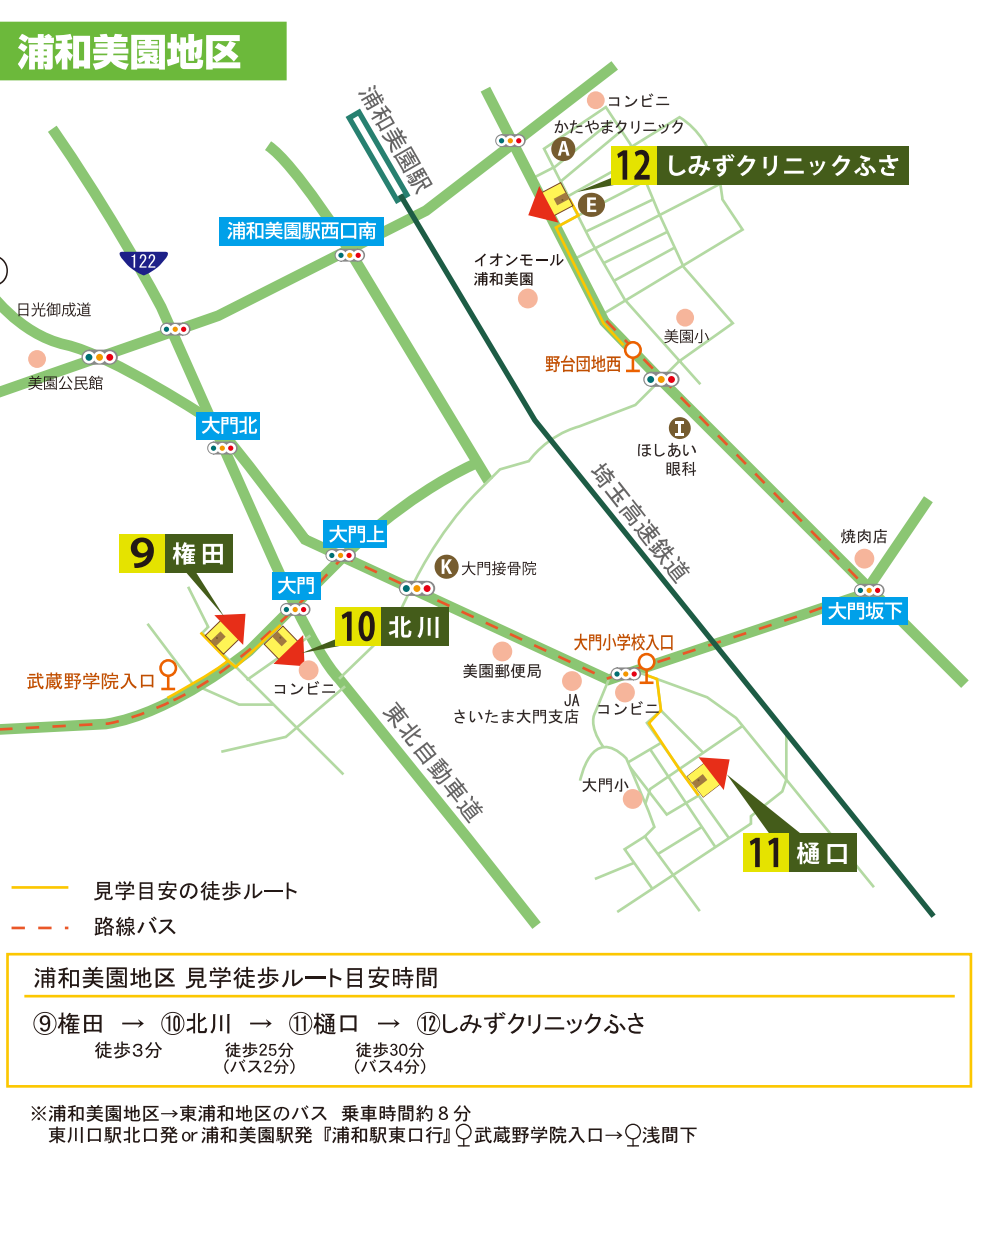 浦和美園地区
浦和美園駅
コンビニ
かたやまクリニック
A
12 しみずクリニックふさ
E
浦和美園駅西口南
122
イオンモール
浦和美園
日光御成道
美園小
野台団地西
美園公民館
大門北
I
ほしあい
眼科
埼玉高速鉄道
大門上
焼肉店
9 権田
K 大門接骨院
大門
10 北川
大門坂下
大門小学校入口
美園郵便局
武蔵野学院入口
コンビニ
JA
さいたま大門支店
コンビニ
東北自動車道
大門小
11 樋口
見学目安の徒歩ルート
路線バス
浦和美園地区 見学徒歩ルート目安時間
⑨権田 → ⑩北川 → ⑪樋口 → ⑫しみずクリニックふさ
徒歩3分 徒歩25分 徒歩30分
(バス2分) (バス4分)
※浦和美園地区→東浦和地区のバス 乗車時間約8分
東川口駅北口発or浦和美園駅発『浦和駅東口行』武蔵野学院入口→浅間下